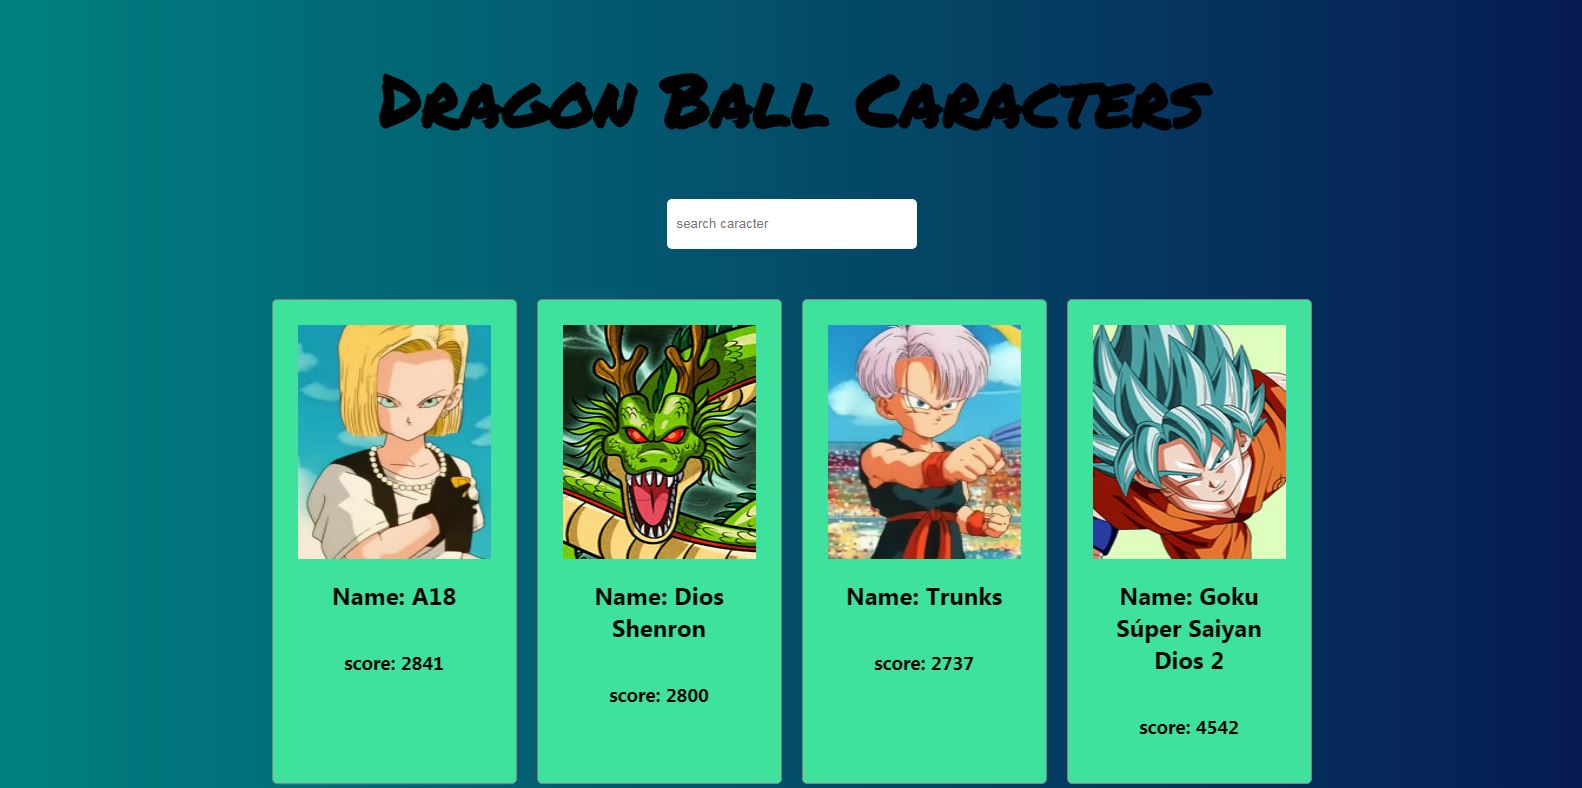 Dragon Ball Caracters
search caracter
Name: A18
score: 2841
Name: Dios
Shenron
score: 2800
Name: Trunks
score: 2737
Name: Goku
Súper Saiyan
Dios 2
score: 4542